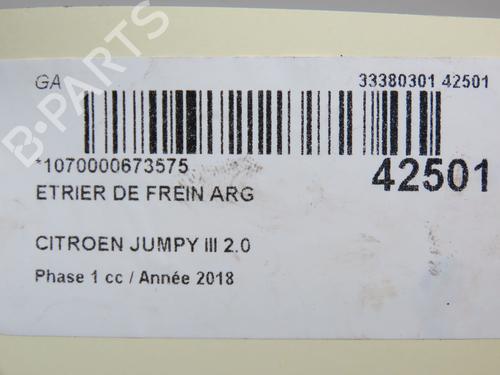 GA 33380301 42501
*1070000673575 42501
ETRIER DE FREIN ARG
CITROEN JUMPY III 2.0
Phase 1 cc / Année 2018
B-PARTS